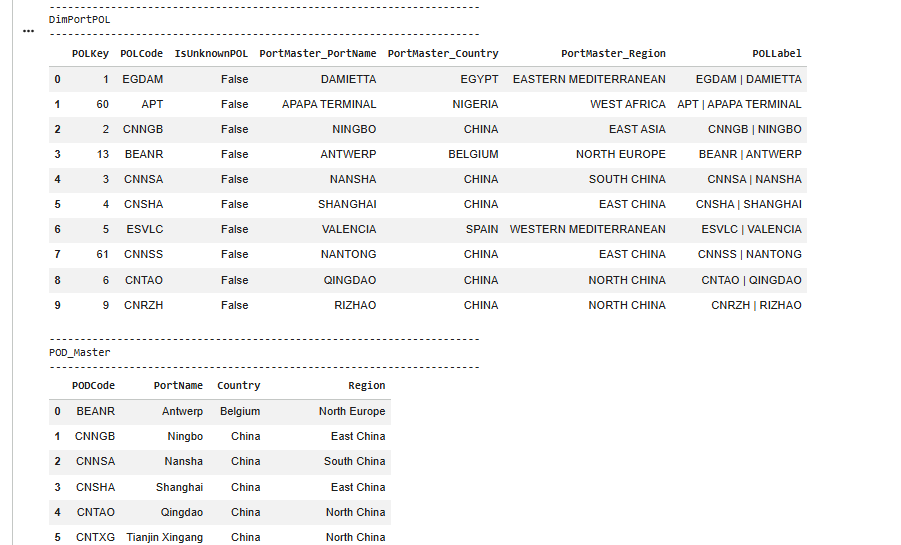 --------------------------------------------------------------------
DimPortPOL
--------------------------------------------------------------------
POLKey POLCode IsUnknownPOL PortMaster_PortName PortMaster_Country PortMaster_Region POLLabel
0 1 EGDAM False DAMIETTA EGYPT EASTERN MEDITERRANEAN EGDAM | DAMIETTA
1 60 APT False APAPA TERMINAL NIGERIA WEST AFRICA APT | APAPA TERMINAL
2 2 CNNGB False NINGBO CHINA EAST ASIA CNNGB | NINGBO
3 13 BEANR False ANTWERP BELGIUM NORTH EUROPE BEANR | ANTWERP
4 3 CNNSA False NANSHA CHINA SOUTH CHINA CNNSA | NANSHA
5 4 CNSHA False SHANGHAI CHINA EAST CHINA CNSHA | SHANGHAI
6 5 ESVLC False VALENCIA SPAIN WESTERN MEDITERRANEAN ESVLC | VALENCIA
7 61 CNNSS False NANTONG CHINA EAST CHINA CNNSS | NANTONG
8 6 CNTAO False QINGDAO CHINA NORTH CHINA CNTAO | QINGDAO
9 9 CNRZH False RIZHAO CHINA NORTH CHINA CNRZH | RIZHAO
--------------------------------------------------------------------
POD_Master
--------------------------------------------------------------------
PODCode PortName Country Region
0 BEANR Antwerp Belgium North Europe
1 CNNGB Ningbo China East China
2 CNNSA Nansha China South China
3 CNSHA Shanghai China East China
4 CNTAO Qingdao China North China
5 CNTXG Tianjin Xingang China North China